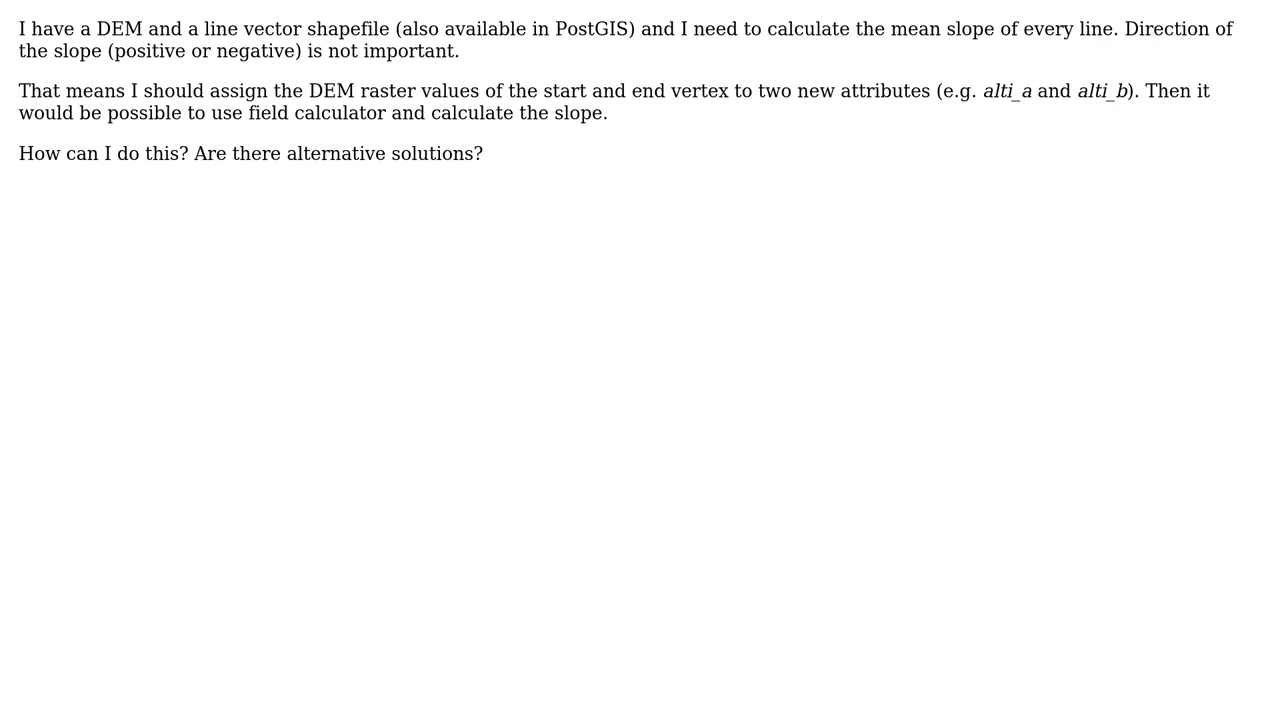 I have a DEM and a line vector shapefile (also available in PostGIS) and I need to calculate the mean slope of every line. Direction of
the slope (positive or negative) is not important.
That means I should assign the DEM raster values of the start and end vertex to two new attributes (e.g. alti_a and alti_b). Then it
would be possible to use field calculator and calculate the slope.
How can I do this? Are there alternative solutions?